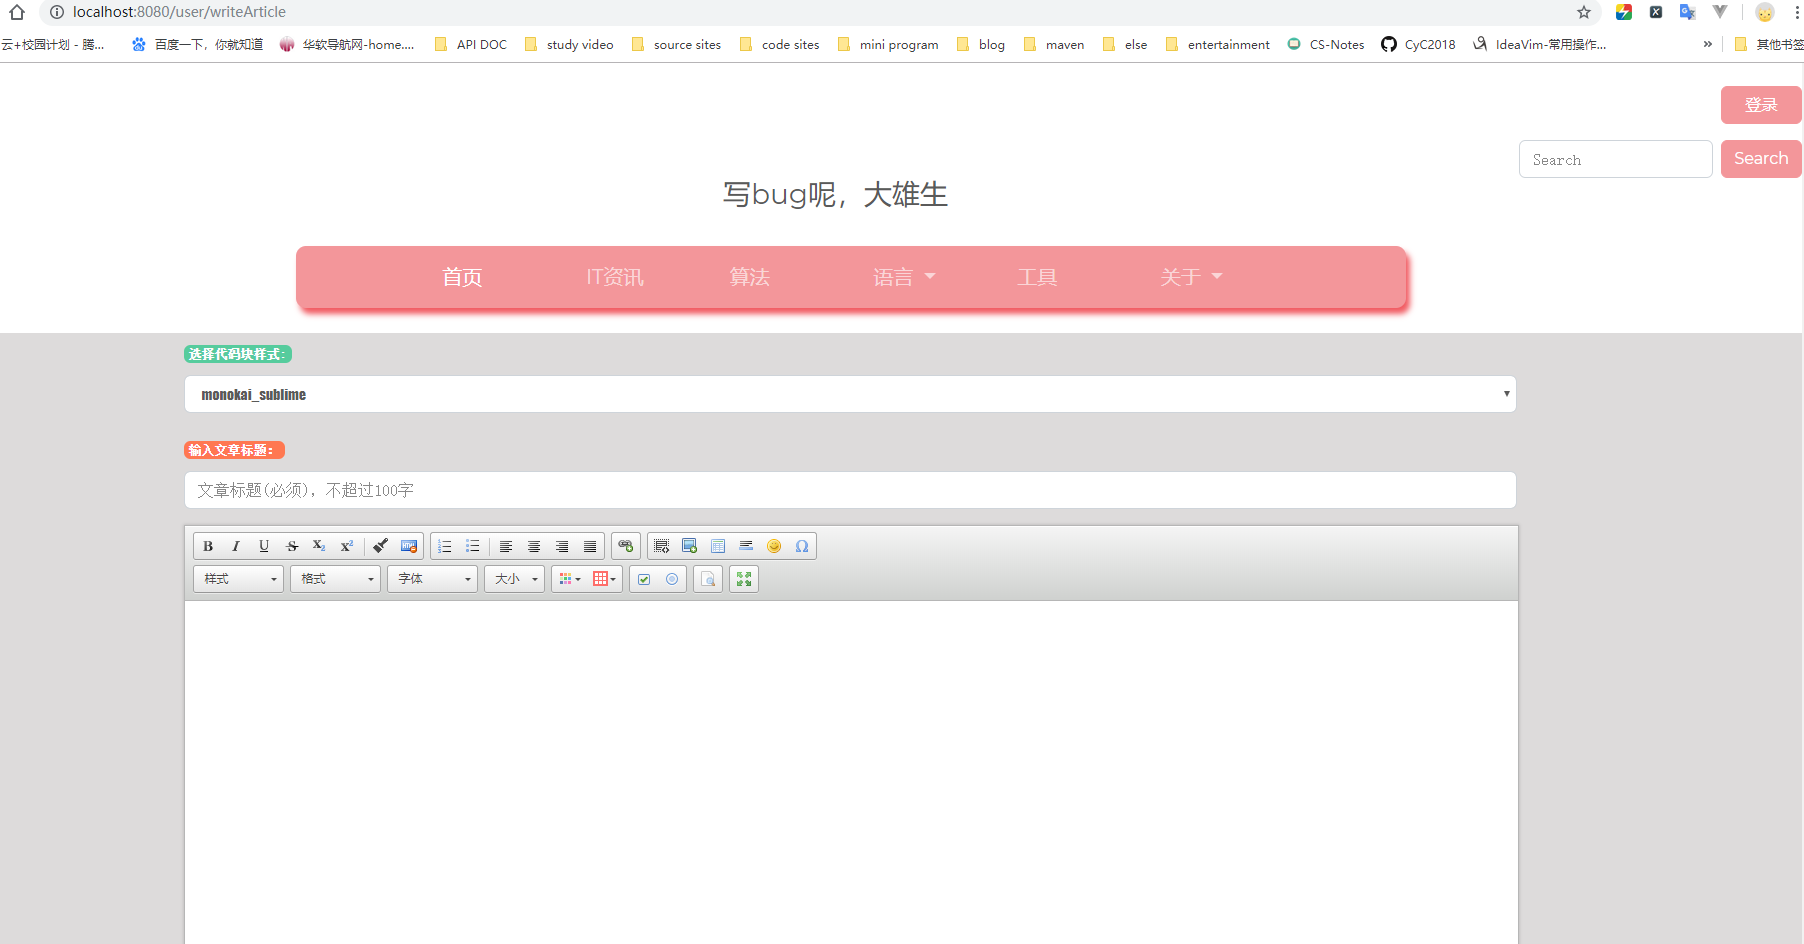 localhost:8080/user/writeArticle
云+校园计划 - 腾... 百度一下，你就知道 华软导航网-home.... API DOC study video source sites code sites mini program blog maven else entertainment CS-Notes CyC2018 IdeaVim-常用操作... » 其他书签
登录
Search Search
写bug呢，大雄生
首页 IT资讯 算法 语言 工具 关于
选择代码块样式：
monokai_sublime
输入文章标题：
文章标题(必须)，不超过100字
B I U S X₂ X²
样式 格式 字体 大小